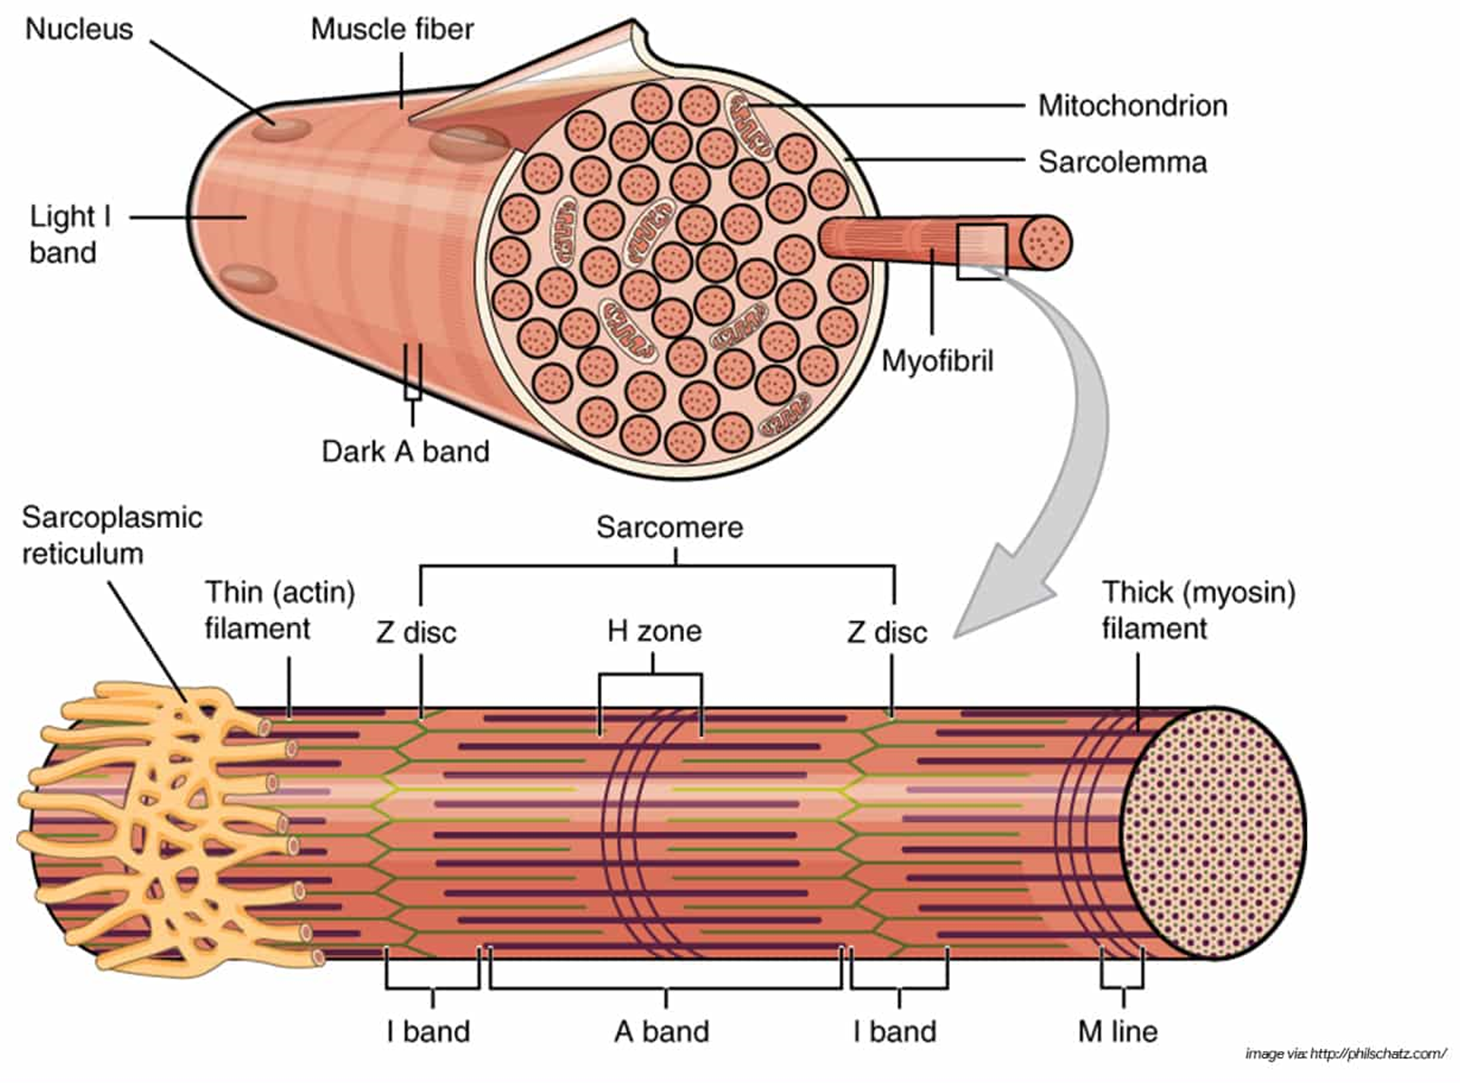 Nucleus
Muscle fiber
Mitochondrion
Sarcolemma
Light I
band
Myofibril
Dark A band
Sarcoplasmic
reticulum
Sarcomere
Thin (actin)
filament
Z disc
H zone
Z disc
Thick (myosin)
filament
I band
A band
I band
M line
image via: http://philschatz.com/